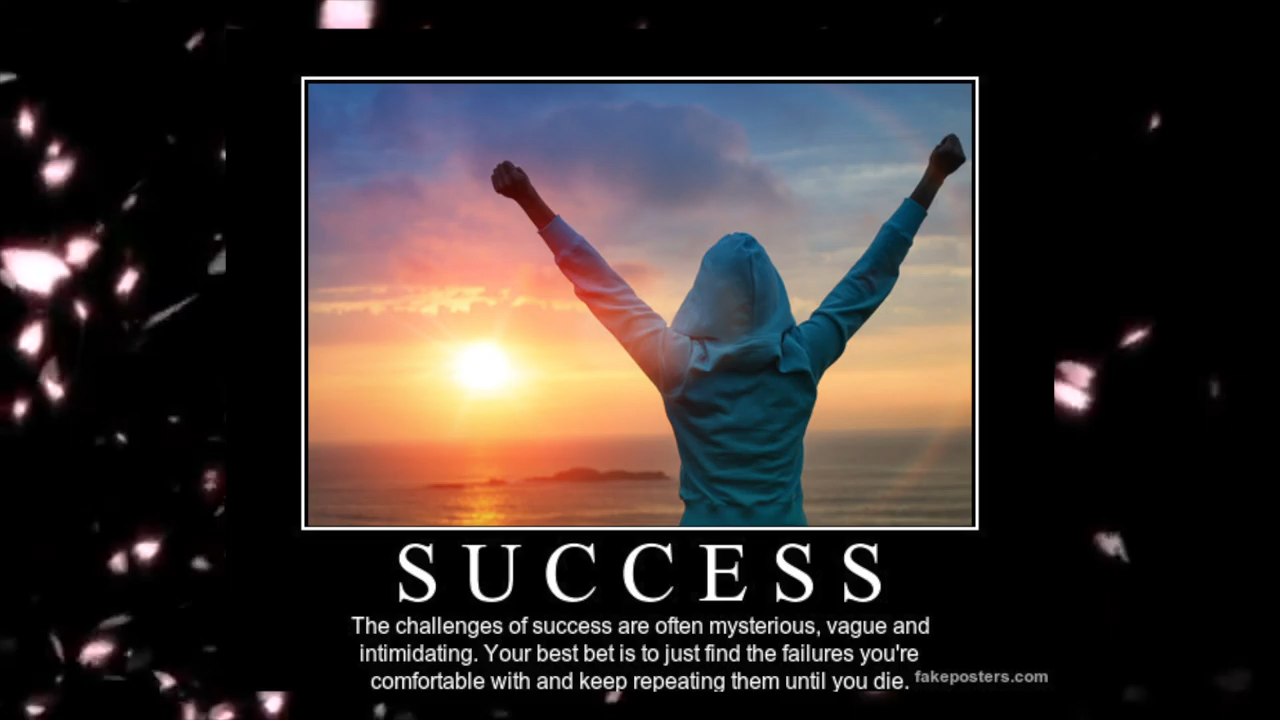 SUCCESS
The challenges of success are often mysterious, vague and
intimidating. Your best bet is to just find the failures you're
comfortable with and keep repeating them until you die.
fakeposters.com